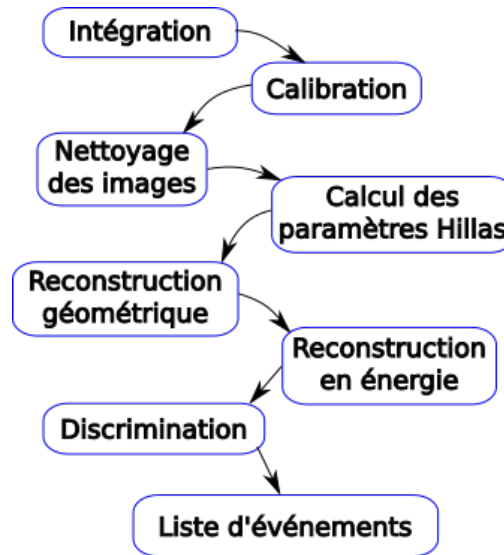 Intégration
Calibration
Nettoyage
des images
Calcul des
paramètres Hillas
Reconstruction
géométrique
Reconstruction
en énergie
Discrimination
Liste d'événements